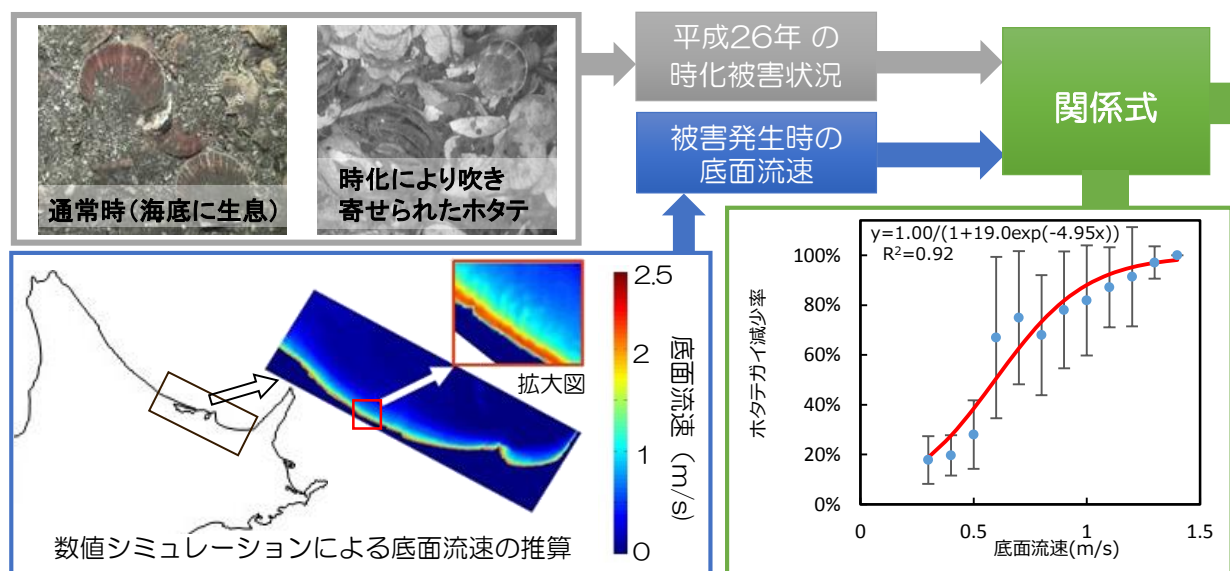 通常時(海底に生息)
時化により吹き
寄せられたホタテ
平成26年 の
時化被害状況
被害発生時の
底面流速
関係式
拡大図
2.5
2
1
0
底面流速(m/s)
数値シミュレーションによる底面流速の推算
y=1.00/(1+19.0exp(-4.95x))
R²=0.92
100%
80%
60%
40%
20%
0%
ホタテガイ減少率
0
0.5
1
1.5
底面流速(m/s)